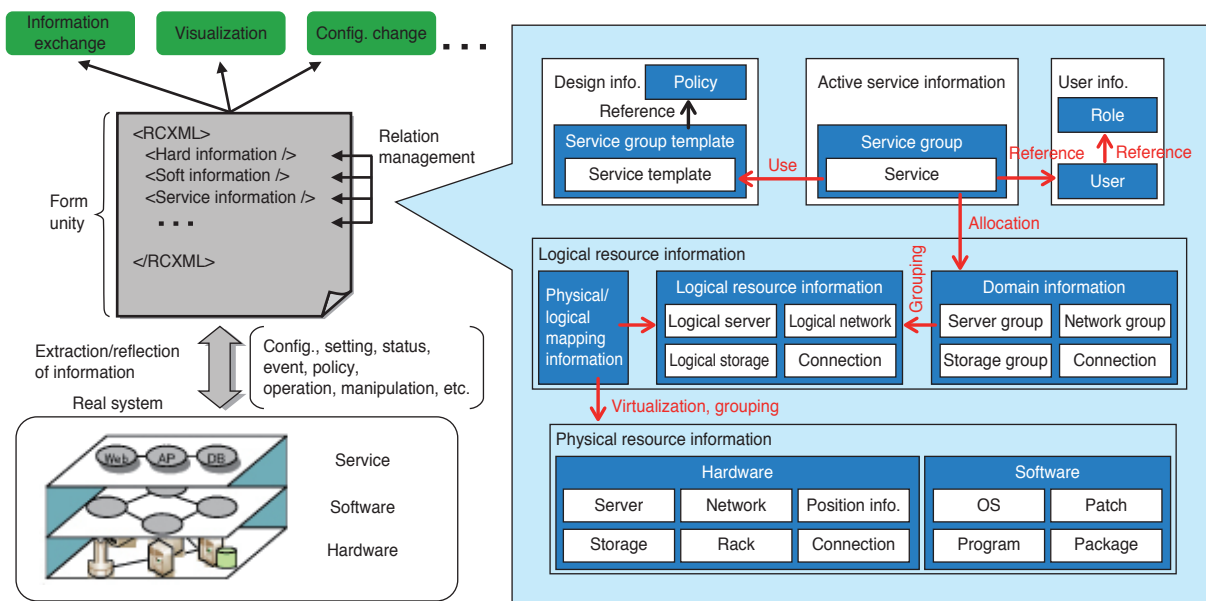 Information
exchange
Visualization
Config. change
<RCXML>
<Hard information />
<Soft information />
<Service information />
</RCXML>
Form
unity
Relation
management
Extraction/reflection
of information
Config., setting, status,
event, policy,
operation, manipulation, etc.
Real system
Web
AP
DB
Service
Software
Hardware
Design info.
Policy
Reference
Service group template
Service template
Use
Active service information
Service group
Service
Reference
User info.
Role
Reference
User
Allocation
Logical resource information
Physical/
logical
mapping
information
Logical resource information
Logical server
Logical network
Logical storage
Connection
Grouping
Domain information
Server group
Network group
Storage group
Connection
Virtualization, grouping
Physical resource information
Hardware
Server
Network
Position info.
Storage
Rack
Connection
Software
OS
Patch
Program
Package